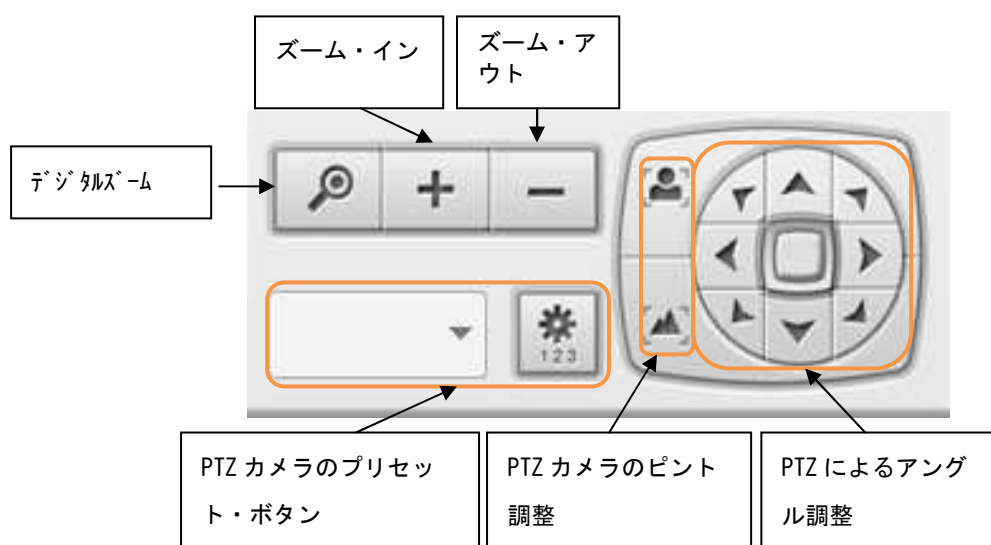 ズーム・イン
ズーム・ア
ウト
ﾃﾞｼﾞﾀﾙｽﾞｰﾑ
123
PTZ カメラのプリセッ
ト・ボタン
PTZ カメラのピント
調整
PTZ によるアング
ル調整